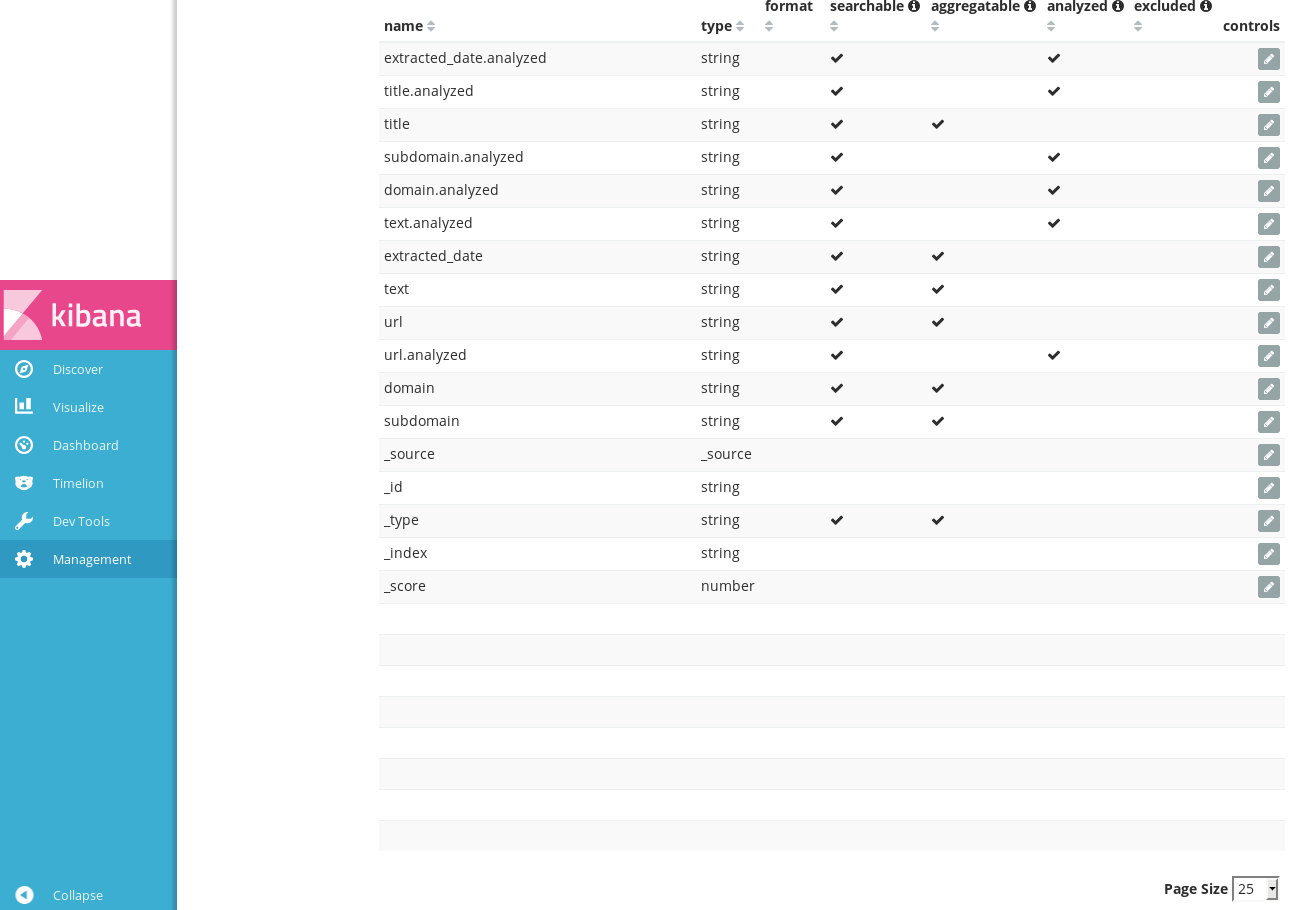 format searchable aggregatable analyzed excluded
name type controls
extracted_date.analyzed string
title.analyzed string
title string
subdomain.analyzed string
domain.analyzed string
text.analyzed string
extracted_date string
text string
url string
url.analyzed string
domain string
subdomain string
_source _source
_id string
_type string
_index string
_score number
Page Size 25
kibana
Discover
Visualize
Dashboard
Timelion
Dev Tools
Management
Collapse